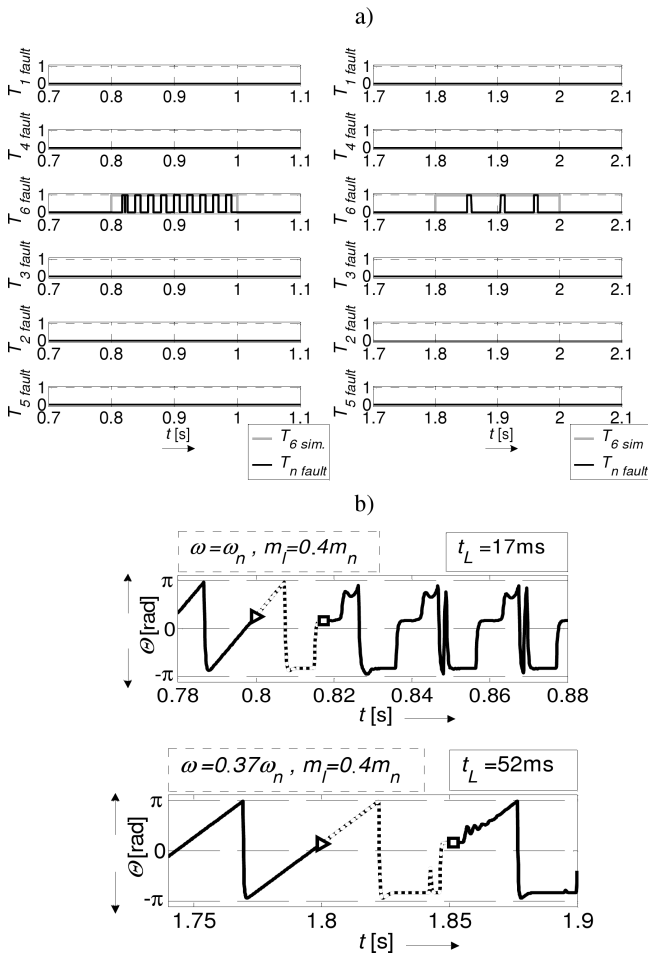 a)
T1 fault 1 0 0.7 0.8 0.9 1 1.1
T1 fault 1 0 1.7 1.8 1.9 2 2.1
T4 fault 1 0 0.7 0.8 0.9 1 1.1
T4 fault 1 0 1.7 1.8 1.9 2 2.1
T6 fault 1 0 0.7 0.8 0.9 1 1.1
T6 fault 1 0 1.7 1.8 1.9 2 2.1
T3 fault 1 0 0.7 0.8 0.9 1 1.1
T3 fault 1 0 1.7 1.8 1.9 2 2.1
T2 fault 1 0 0.7 0.8 0.9 1 1.1
T2 fault 1 0 1.7 1.8 1.9 2 2.1
T5 fault 1 0 0.7 0.8 0.9 1 1.1
T5 fault 1 0 1.7 1.8 1.9 2 2.1
t [s]
T6 sim.
Tn fault
t [s]
T6 sim
Tn fault
b)
ω=ωn , ml=0.4mn
tL =17ms
Θ [rad]
π
0
-π
0.78 0.8 0.82 0.84 0.86 0.88
t [s]
ω=0.37ωn , ml=0.4mn
tL =52ms
Θ [rad]
π
0
-π
1.75 1.8 1.85 1.9
t [s]